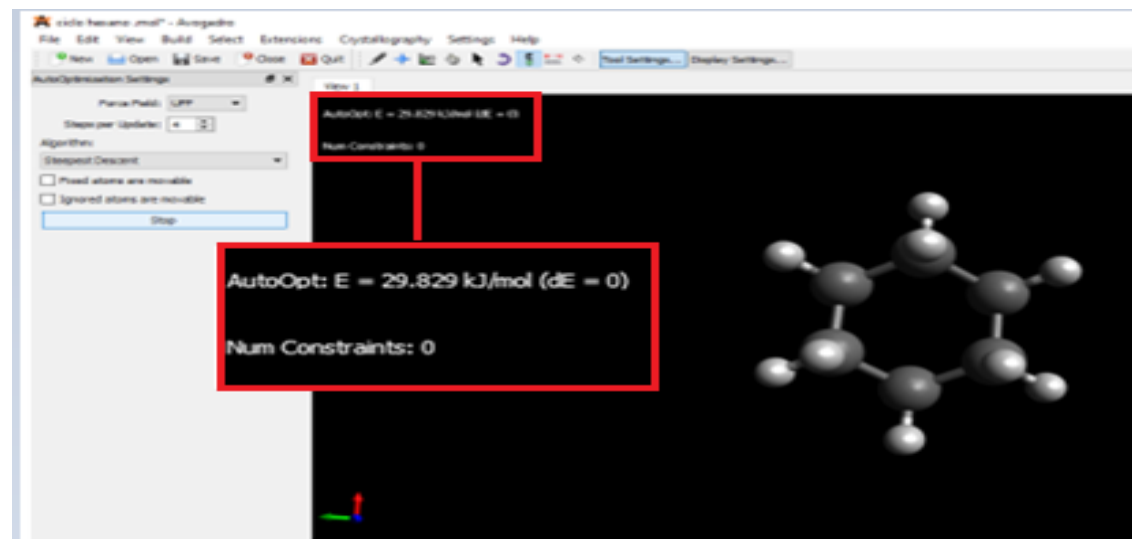 ciclo hexano .mol* - Avogadro
File Edit View Build Select Extensions Crystallography Settings Help
New Open Save Close Quit Tool Settings... Display Settings...
AutoOptimization Settings
View 1
Force Field: UFF
Steps per Update: 4
Algorithm:
Steepest Descent
Fixed atoms are movable
Ignored atoms are movable
Stop
AutoOpt: E = 29.829 kJ/mol (dE = 0)
Num Constraints: 0
AutoOpt: E = 29.829 kJ/mol (dE = 0)
Num Constraints: 0